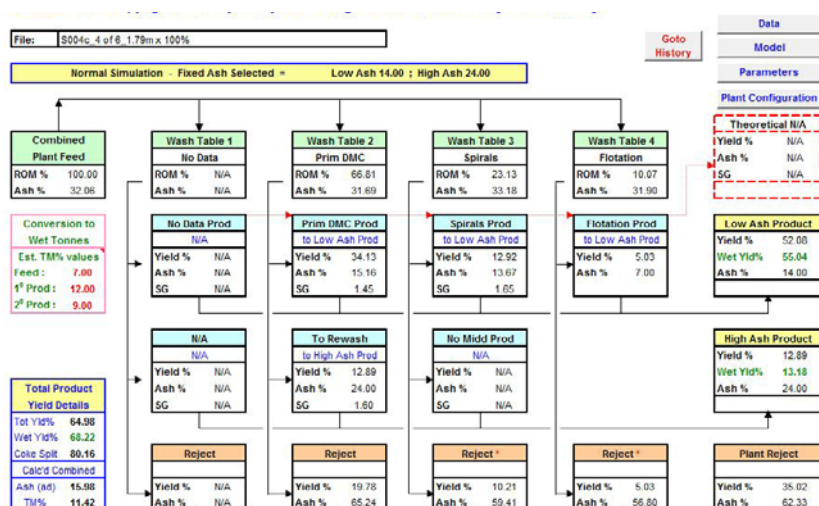 File: S004c_4 of 6_1.79m x 100%
Goto
History
Data
Model
Parameters
Plant Configuration
Normal Simulation - Fixed Ash Selected = Low Ash 14.00 ; High Ash 24.00
Combined
Plant Feed
ROM % 100.00
Ash % 32.06
Wash Table 1
No Data
ROM % N/A
Ash % N/A
Wash Table 2
Prim DMC
ROM % 66.81
Ash % 31.69
Wash Table 3
Spirals
ROM % 23.13
Ash % 33.18
Wash Table 4
Flotation
ROM % 10.07
Ash % 31.90
Theoretical N/A
Yield % N/A
Ash % N/A
SG N/A
Conversion to
Wet Tonnes
Est. TM% values
Feed : 7.00
1º Prod : 12.00
2º Prod : 9.00
No Data Prod
N/A
Yield % N/A
Ash % N/A
SG N/A
Prim DMC Prod
to Low Ash Prod
Yield % 34.13
Ash % 15.16
SG 1.45
Spirals Prod
to Low Ash Prod
Yield % 12.92
Ash % 13.67
SG 1.65
Flotation Prod
to Low Ash Prod
Yield % 5.03
Ash % 7.00
Low Ash Product
Yield % 52.08
Wet Yld% 55.04
Ash % 14.00
N/A
N/A
Yield % N/A
Ash % N/A
SG N/A
To Rewash
to High Ash Prod
Yield % 12.89
Ash % 24.00
SG 1.60
No Midd Prod
N/A
Yield % N/A
Ash % N/A
SG N/A
High Ash Product
Yield % 12.89
Wet Yld% 13.18
Ash % 24.00
Total Product
Yield Details
Tot Yld% 64.98
Wet Yld% 68.22
Coke Split 80.16
Calc'd Combined
Ash (ad) 15.98
TM% 11.42
Reject
Yield % N/A
Ash % N/A
Reject
Yield % 19.78
Ash % 65.24
Reject *
Yield % 10.21
Ash % 59.41
Reject *
Yield % 5.03
Ash % 56.80
Plant Reject
Yield % 35.02
Ash % 62.33